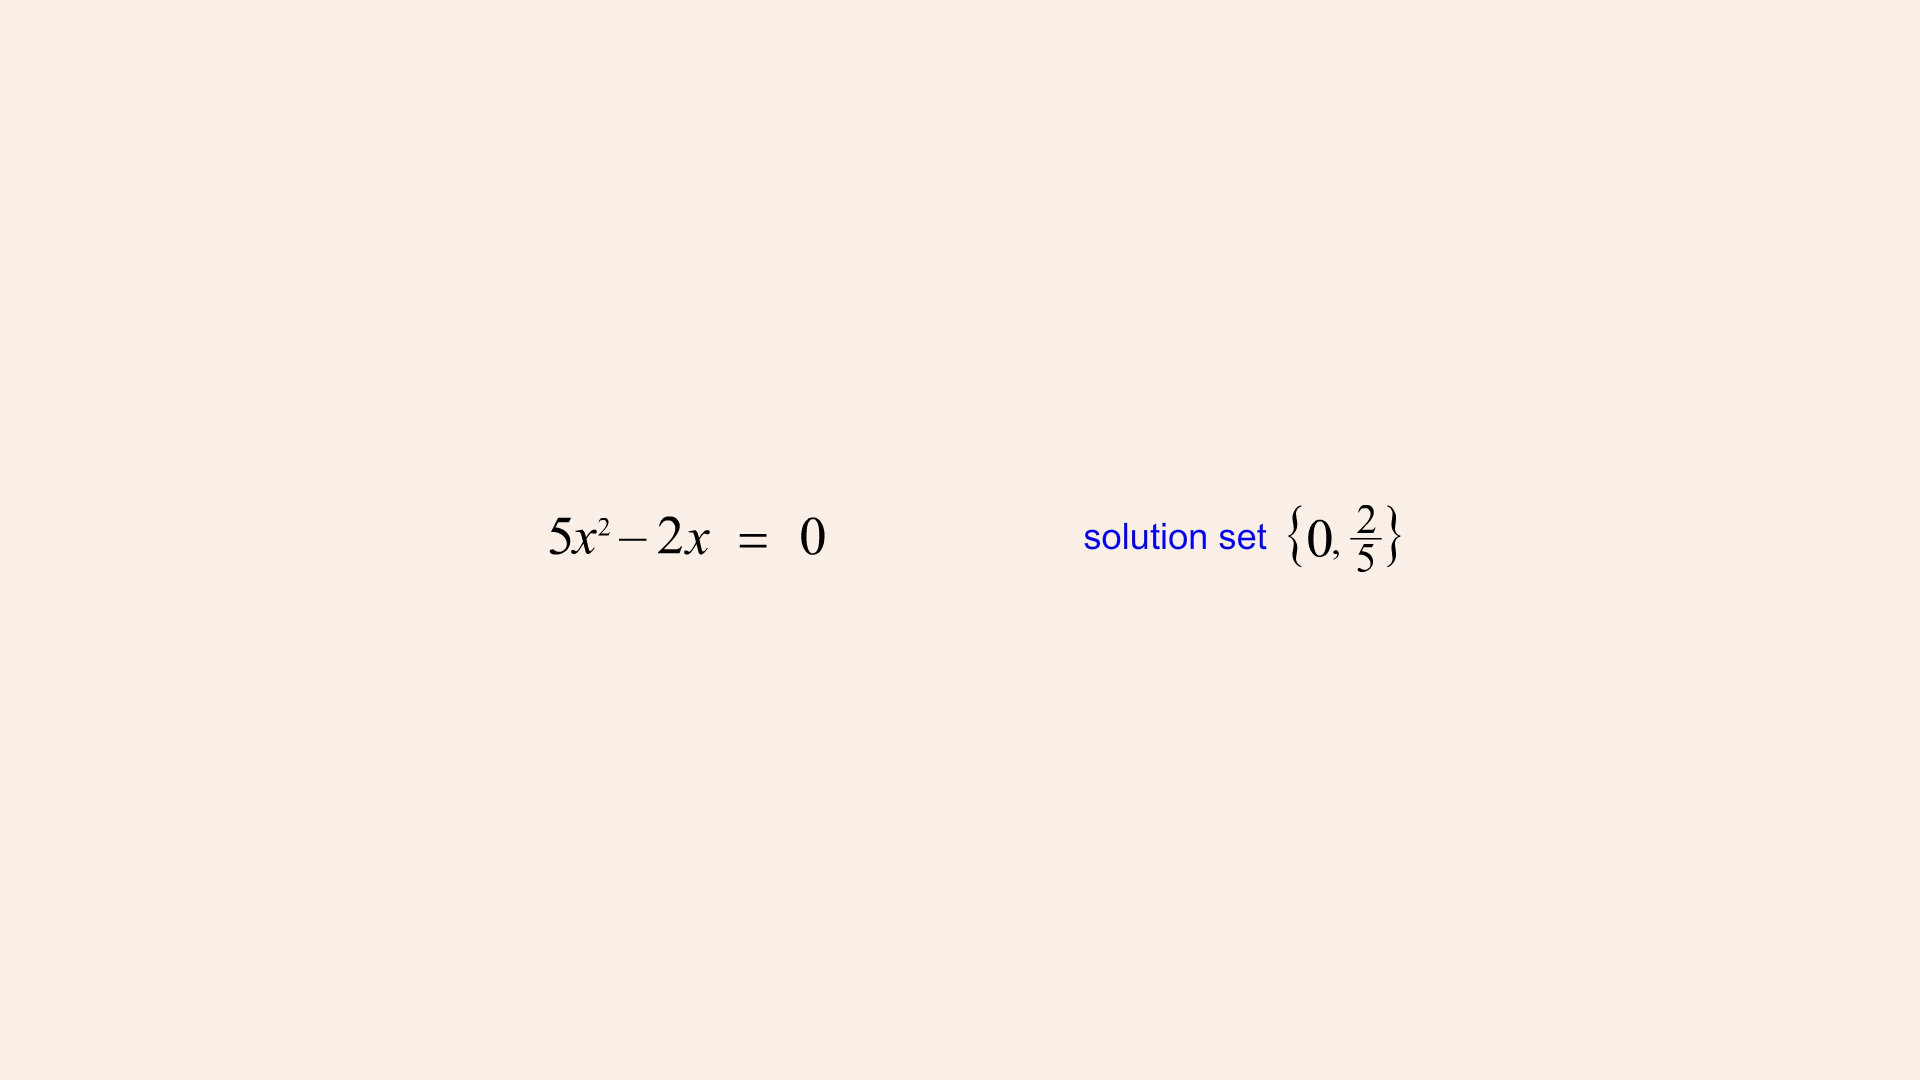 5x² − 2x = 0 solution set {0, 2/5}